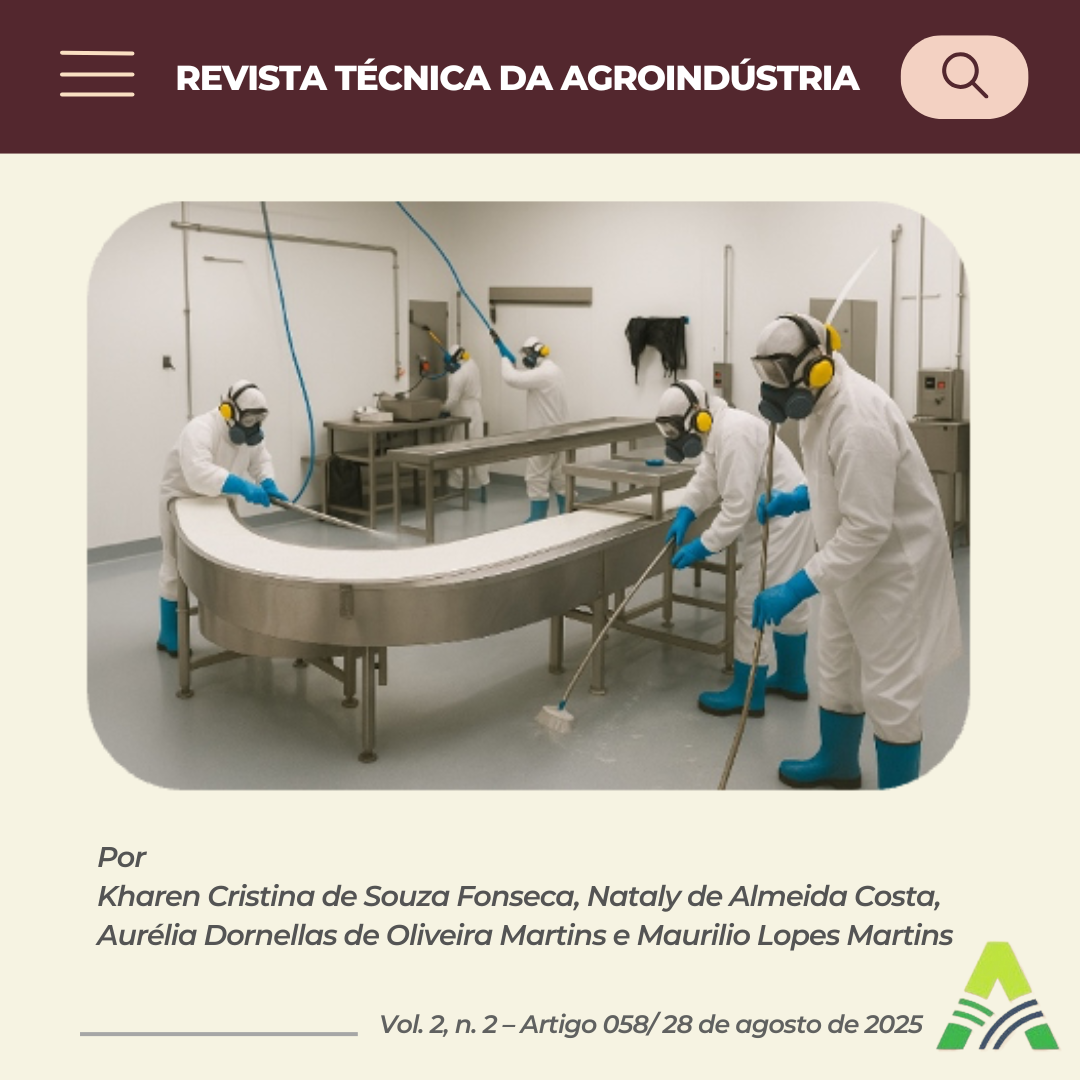 REVISTA TÉCNICA DA AGROINDÚSTRIA
Por
Kharen Cristina de Souza Fonseca, Nataly de Almeida Costa,
Aurélia Dornellas de Oliveira Martins e Maurilio Lopes Martins
Vol. 2, n. 2 – Artigo 058/ 28 de agosto de 2025